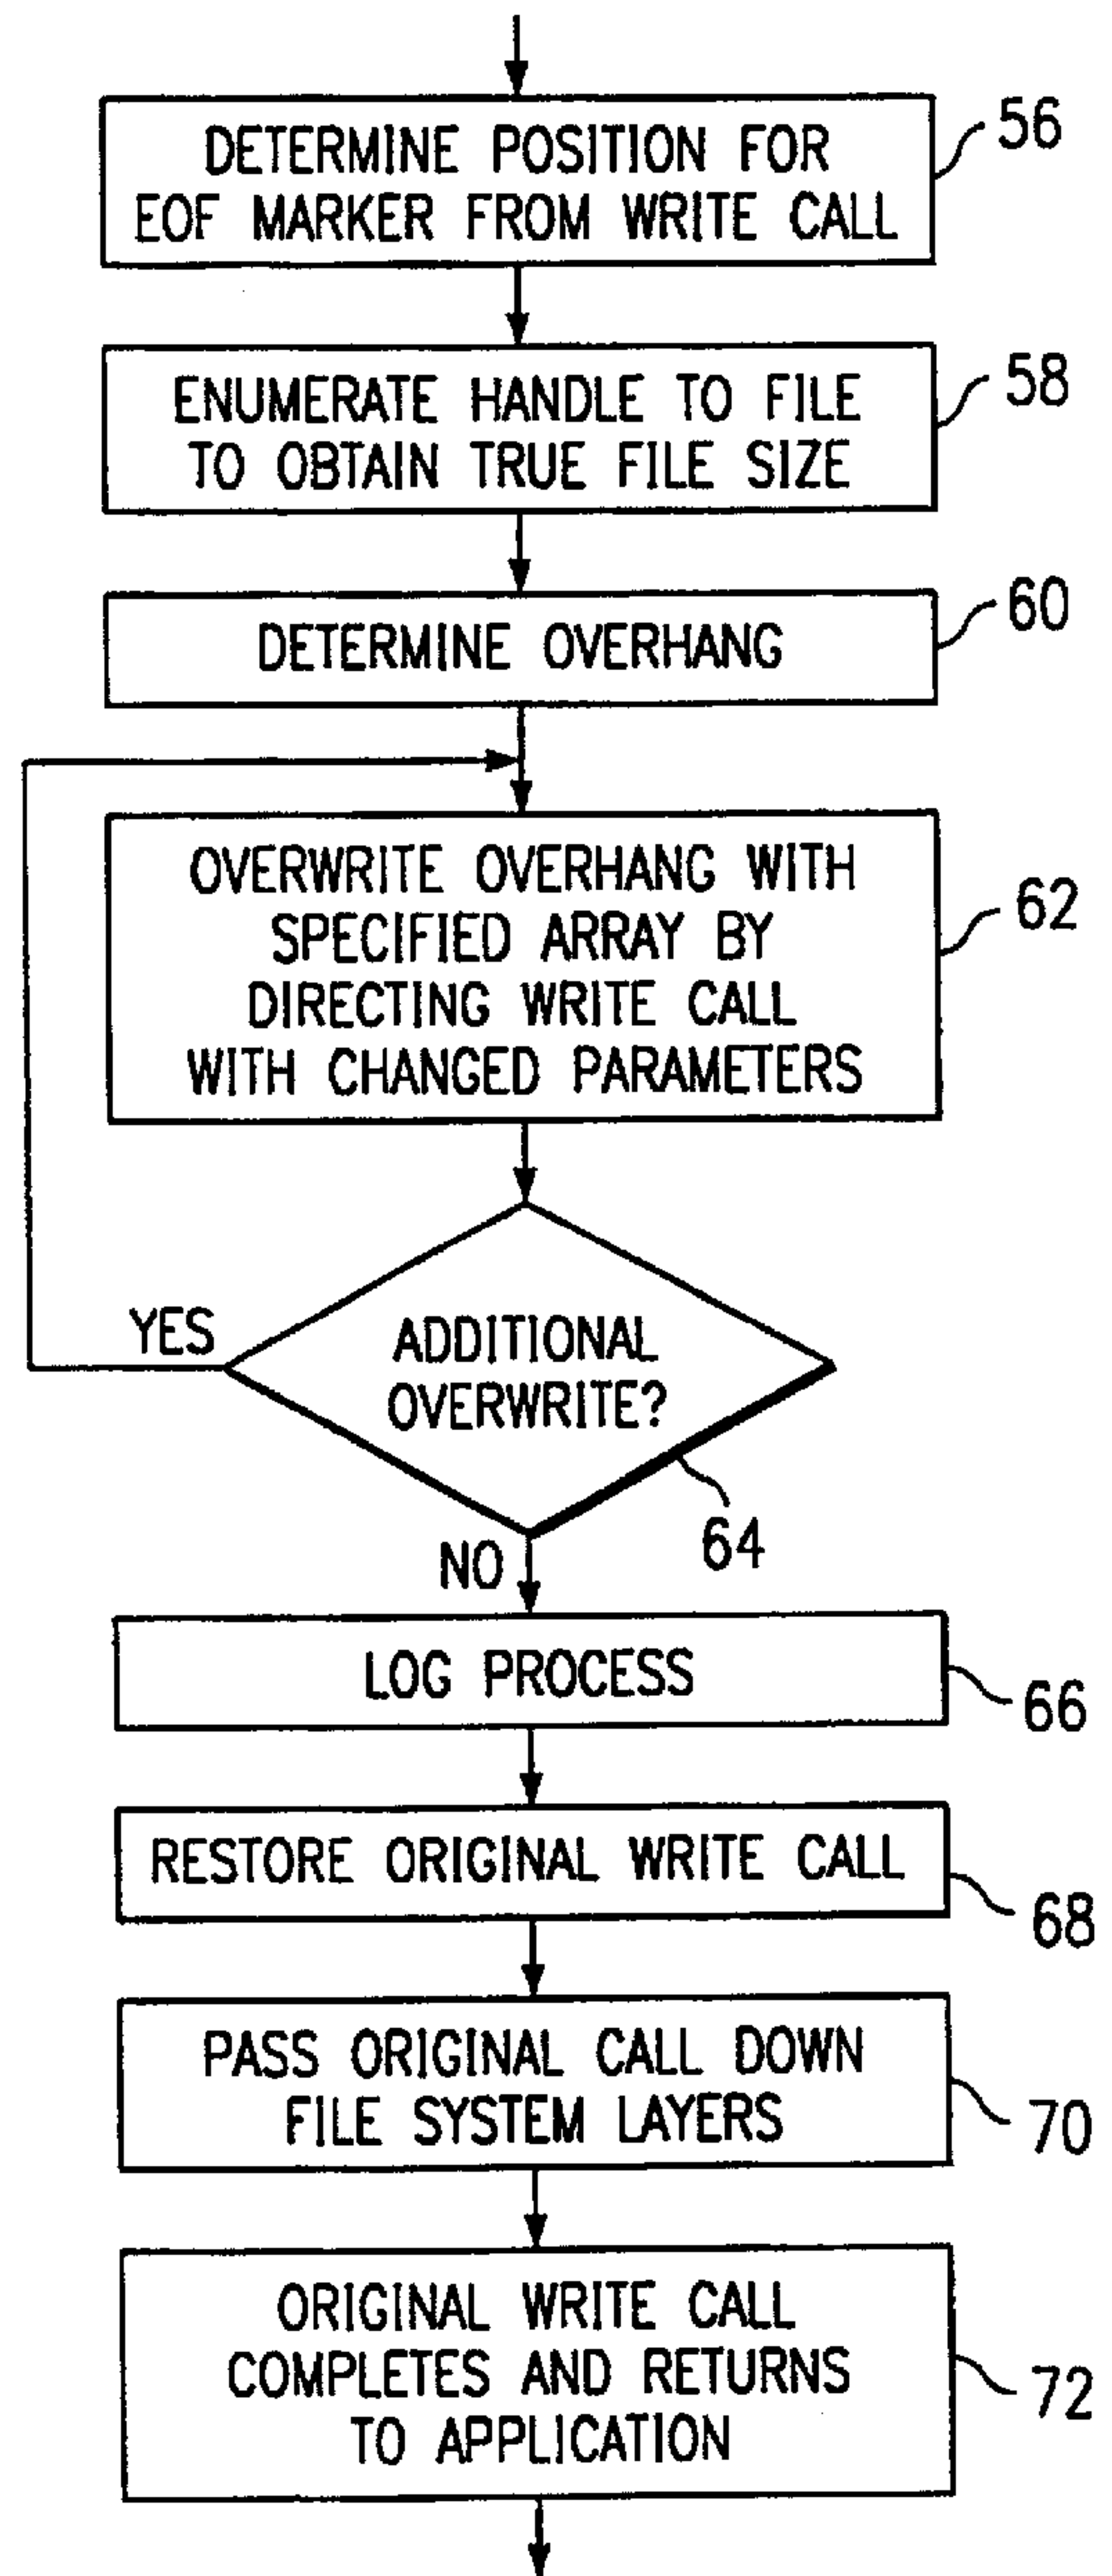 DETERMINE POSITION FOR
EOF MARKER FROM WRITE CALL
56
ENUMERATE HANDLE TO FILE
TO OBTAIN TRUE FILE SIZE
58
DETERMINE OVERHANG
60
OVERWRITE OVERHANG WITH
SPECIFIED ARRAY BY
DIRECTING WRITE CALL
WITH CHANGED PARAMETERS
62
YES
ADDITIONAL
OVERWRITE?
64
NO
LOG PROCESS
66
RESTORE ORIGINAL WRITE CALL
68
PASS ORIGINAL CALL DOWN
FILE SYSTEM LAYERS
70
ORIGINAL WRITE CALL
COMPLETES AND RETURNS
TO APPLICATION
72